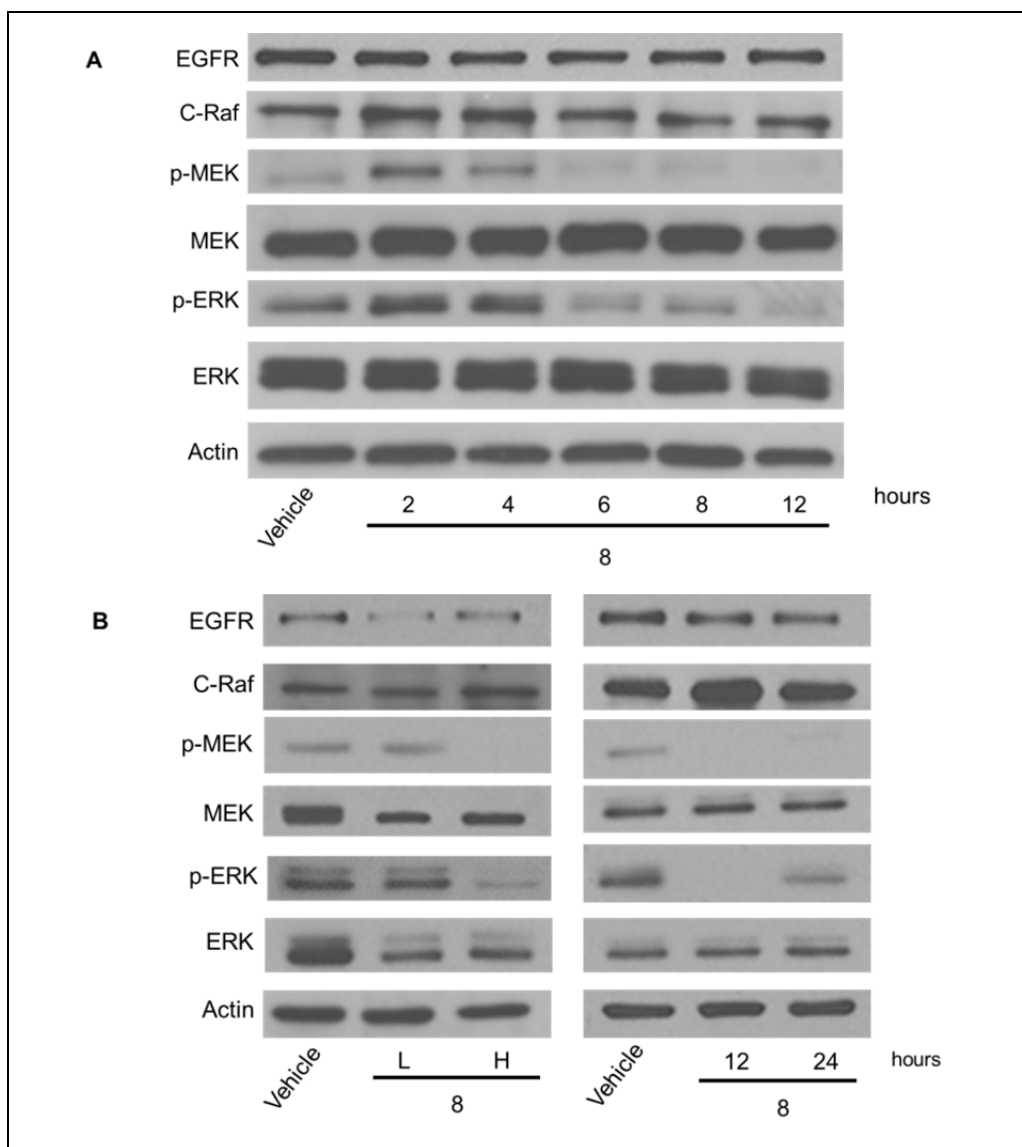 A
EGFR
C-Raf
p-MEK
MEK
p-ERK
ERK
Actin
Vehicle 2 4 6 8 12 hours
8
B
EGFR
C-Raf
p-MEK
MEK
p-ERK
ERK
Actin
Vehicle L H Vehicle 12 24 hours
8 8